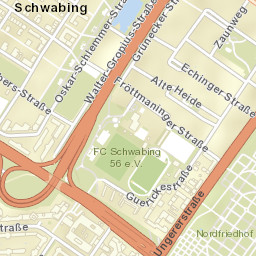 Schwabing
Oskar-Schlemmer-Straße
Walter-Gropius-Straße
Grünecker-Straße
Zaunweg
Echinger Straße
Alte Heide
Fröttmaninger Straße
FC Schwabing
56 e.V.
Guerickestraße
Ungererstraße
Nordfriedhof